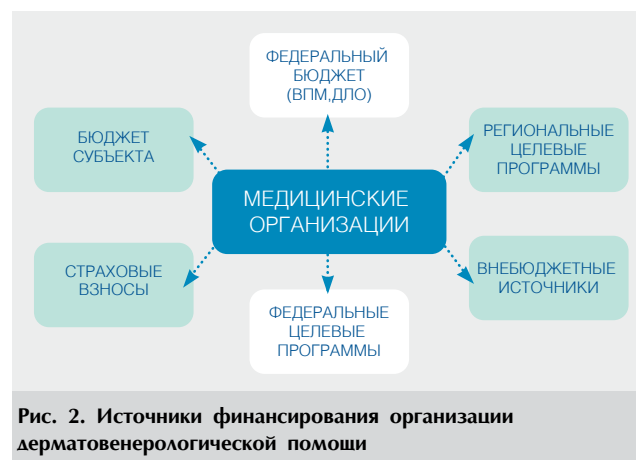 ФЕДЕРАЛЬНЫЙ
БЮДЖЕТ
(ВПМ,ДЛО)
БЮДЖЕТ
СУБЪЕКТА
РЕГИОНАЛЬНЫЕ
ЦЕЛЕВЫЕ
ПРОГРАММЫ
МЕДИЦИНСКИЕ
ОРГАНИЗАЦИИ
СТРАХОВЫЕ
ВЗНОСЫ
ВНЕБЮДЖЕТНЫЕ
ИСТОЧНИКИ
ФЕДЕРАЛЬНЫЕ
ЦЕЛЕВЫЕ
ПРОГРАММЫ
Рис. 2. Источники финансирования организации
дерматовенерологической помощи